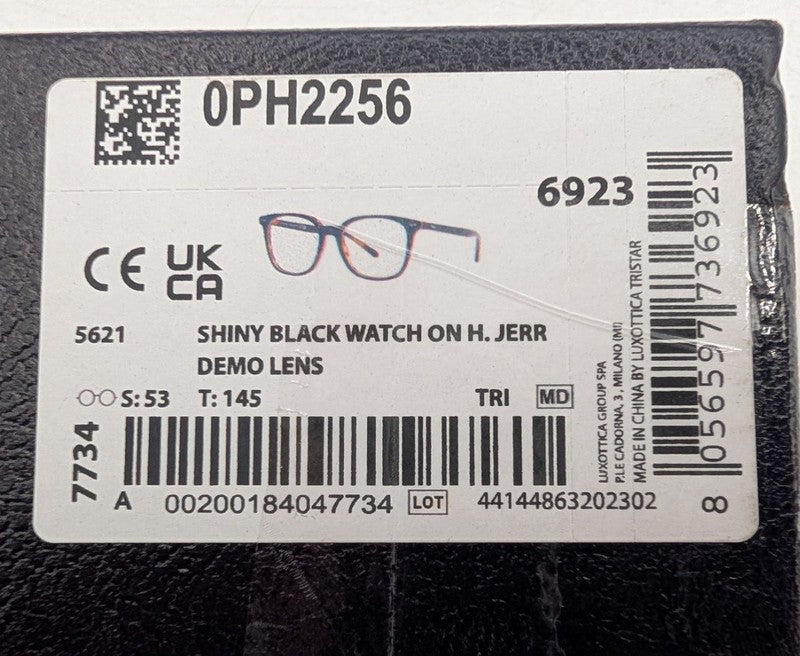 0PH2256
6923
CE UK
CA
5621 SHINY BLACK WATCH ON H. JERR
DEMO LENS
S: 53 T: 145 TRI MD
7734
A 00200184047734 LOT 44144863202302
LUXOTTICA GROUP SPA
P.LE CADORNA, 3 , MILANO (MI)
MADE IN CHINA BY LUXOTTICA TRISTAR
8 056597 736923